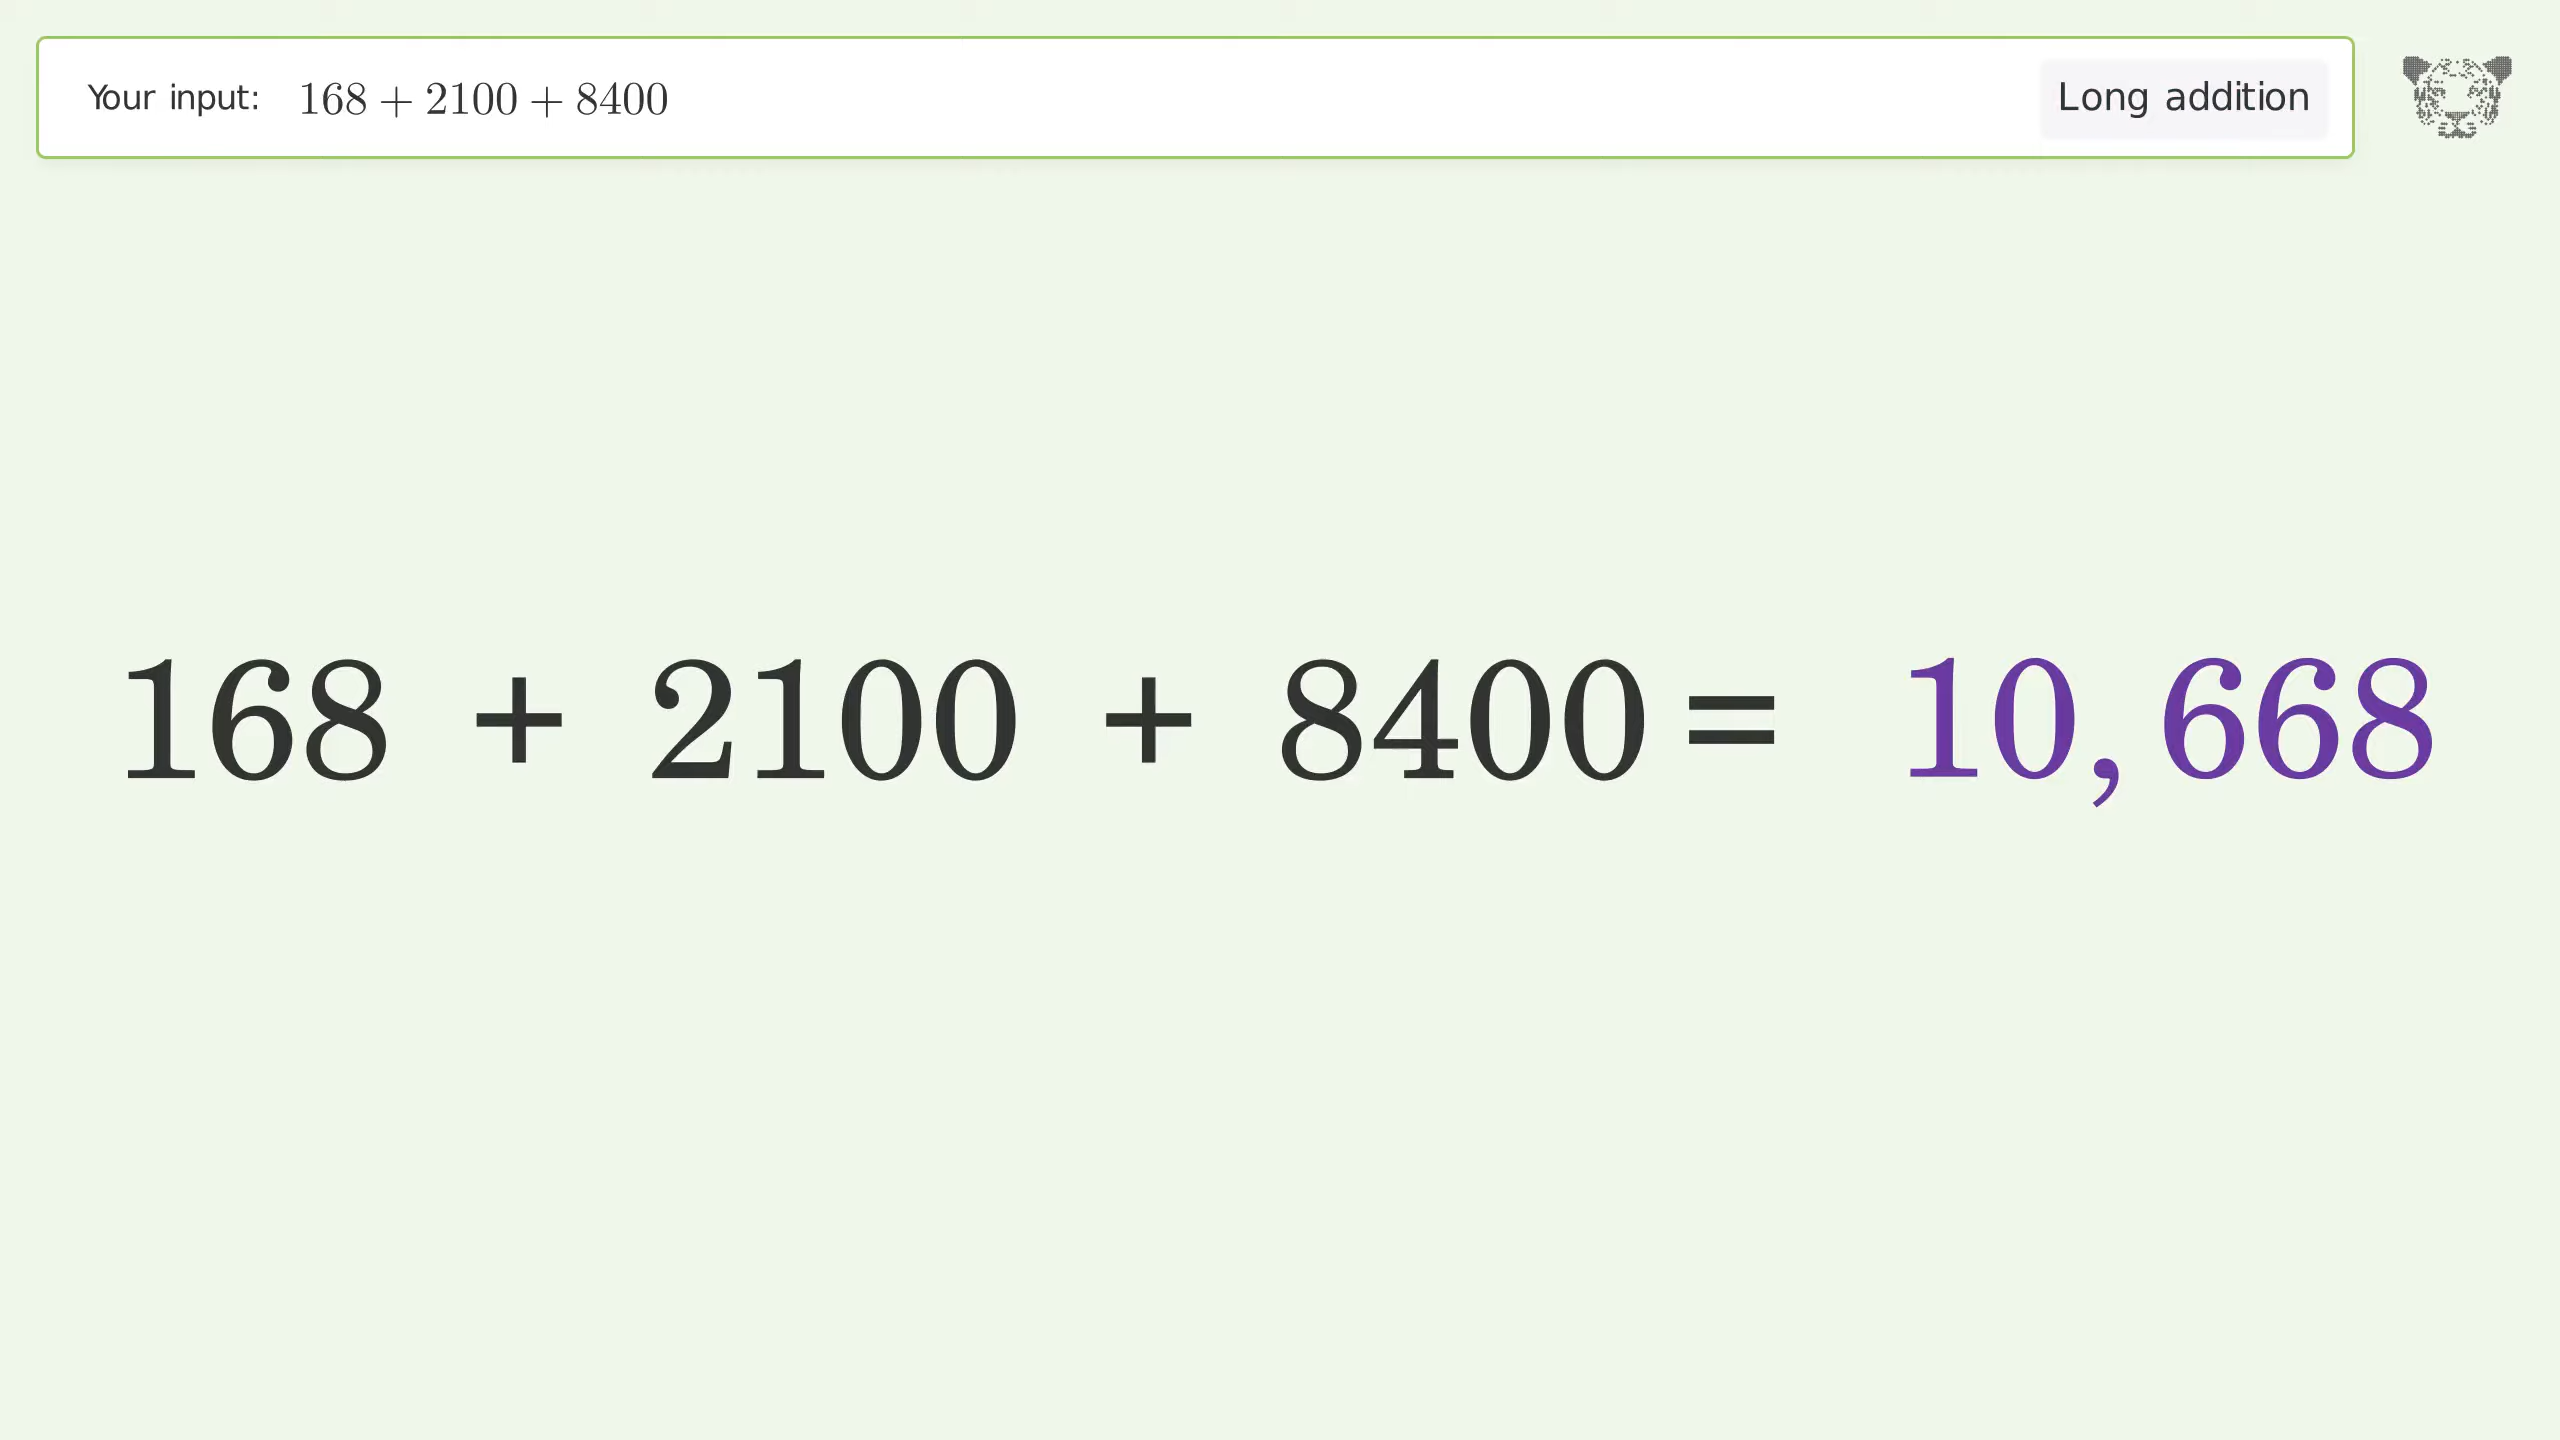 Your input: 168 + 2100 + 8400 Long addition
168 + 2100 + 8400 = 10,668